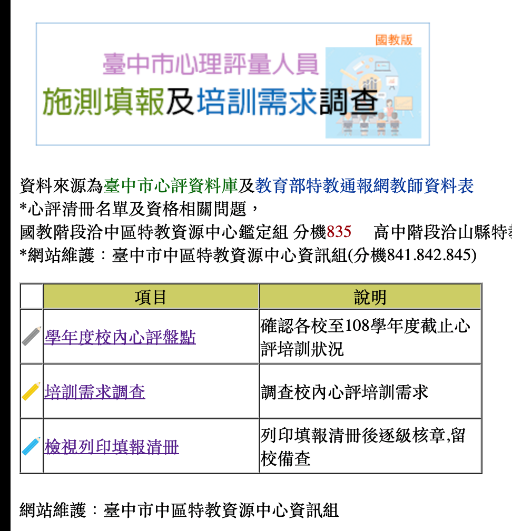 國教版
臺中市心理評量人員
施測填報及培訓需求調查
資料來源為臺中市心評資料庫及教育部特教通報網教師資料表
*心評清冊名單及資格相關問題，
國教階段洽中區特教資源中心鑑定組 分機835 高中階段洽山縣特
*網站維護：臺中市中區特教資源中心資訊組(分機841.842.845)
項目 說明
學年度校內心評盤點 確認各校至108學年度截止心
評培訓狀況
培訓需求調查 調查校內心評培訓需求
檢視列印填報清冊 列印填報清冊後逐級核章,留
校備查
網站維護：臺中市中區特教資源中心資訊組